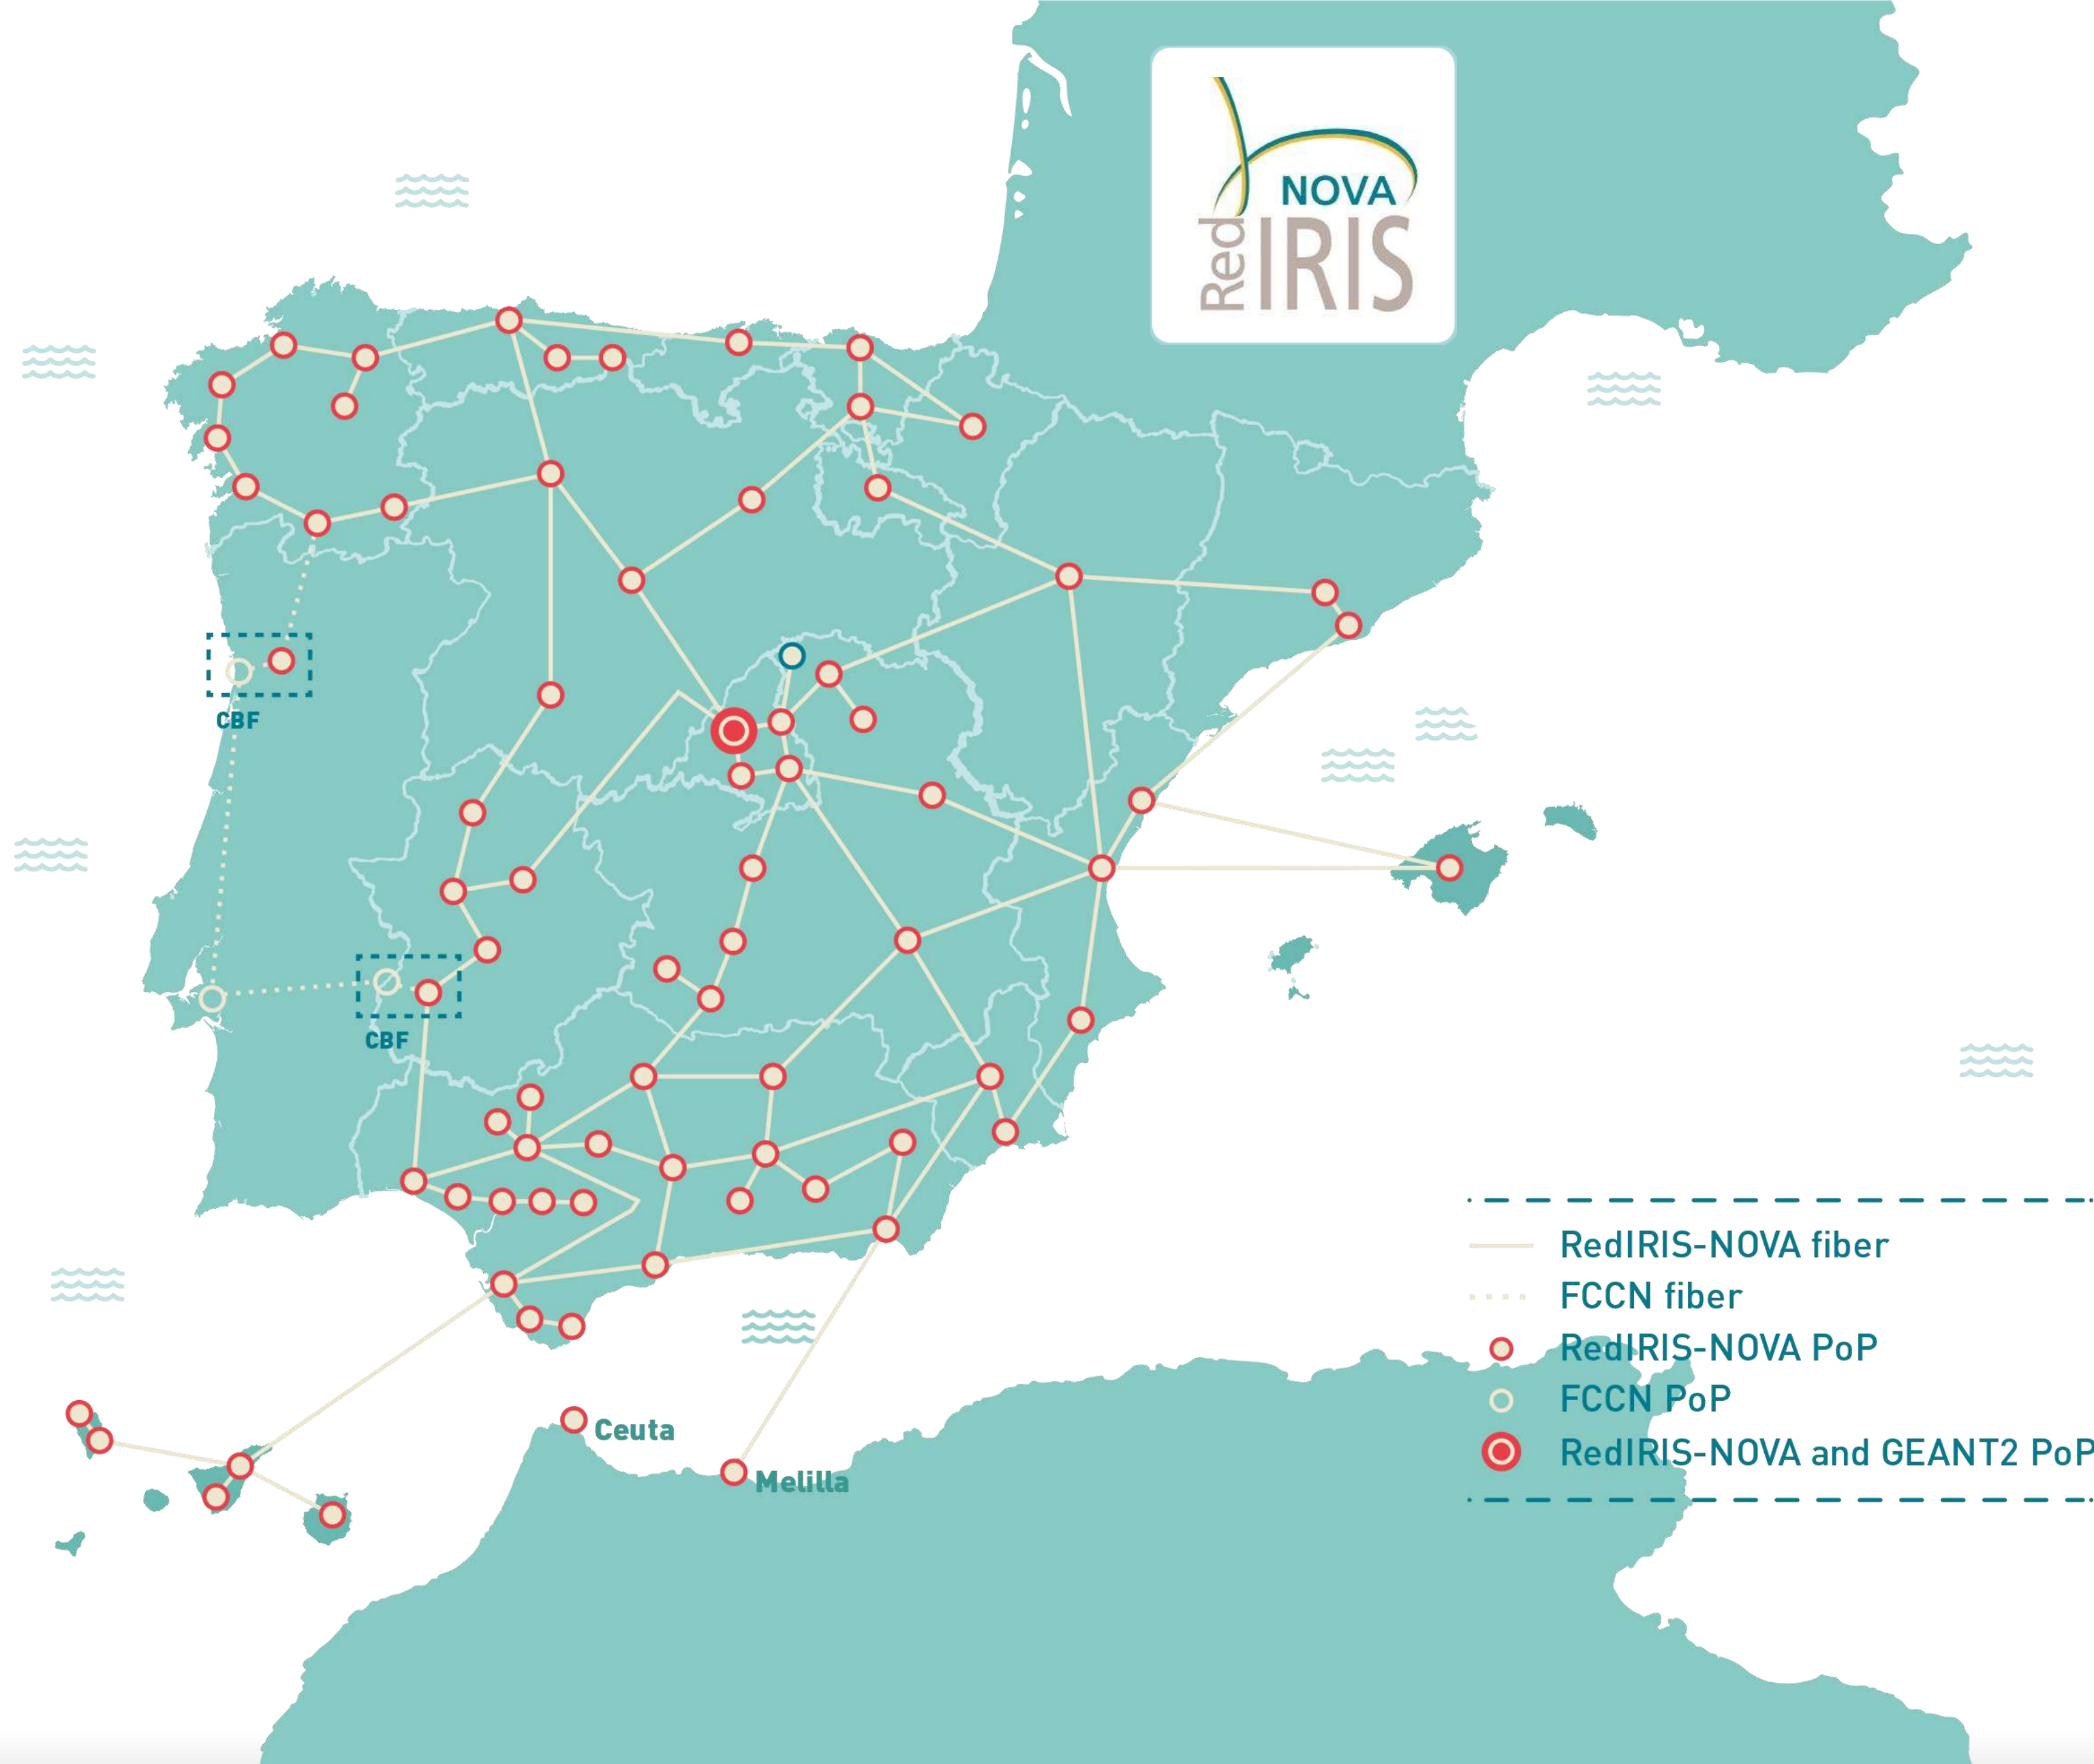 NOVA
Red
IRIS
CBF
CBF
RedIRIS-NOVA fiber
FCCN fiber
RedIRIS-NOVA PoP
FCCN PoP
RedIRIS-NOVA and GEANT2 PoP
Ceuta
Melilla